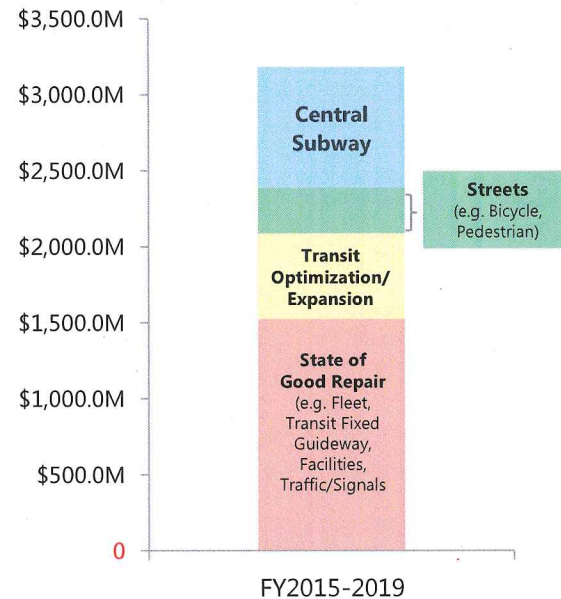 $3,500.0M
$3,000.0M
$2,500.0M
$2,000.0M
$1,500.0M
$1,000.0M
$500.0M
0
Central
Subway
Streets
(e.g. Bicycle,
Pedestrian)
Transit
Optimization/
Expansion
State of
Good Repair
(e.g. Fleet,
Transit Fixed
Guideway,
Facilities,
Traffic/Signals
FY2015-2019